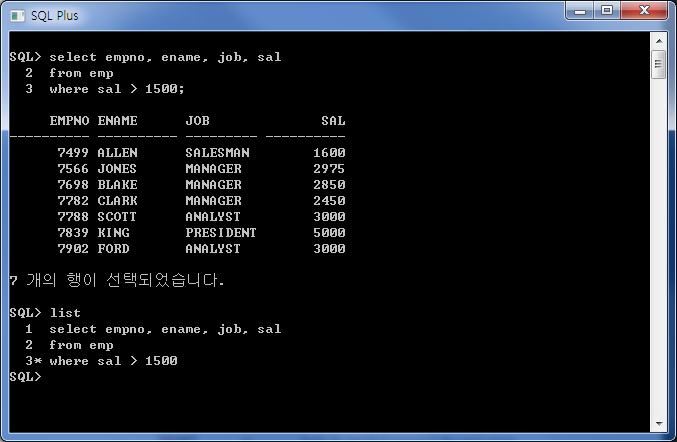 SQL Plus
SQL> select empno, ename, job, sal
  2  from emp
  3  where sal > 1500;
     EMPNO ENAME      JOB              SAL
---------- ---------- --------- ----------
      7499 ALLEN      SALESMAN        1600
      7566 JONES      MANAGER         2975
      7698 BLAKE      MANAGER         2850
      7782 CLARK      MANAGER         2450
      7788 SCOTT      ANALYST         3000
      7839 KING       PRESIDENT       5000
      7902 FORD       ANALYST         3000
7 개의 행이 선택되었습니다.
SQL> list
  1  select empno, ename, job, sal
  2  from emp
  3* where sal > 1500
SQL>